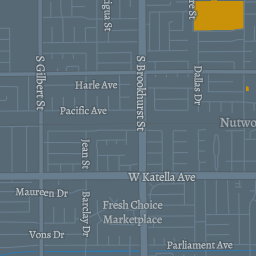 S Gilbert St
S Brookhurst St
Harle Ave
Dallas Dr
Pacific Ave
Jean St
W Katella Ave
Maureen Dr
Barclay Dr
Fresh Choice
Marketplace
Vons Dr
Parliament Ave